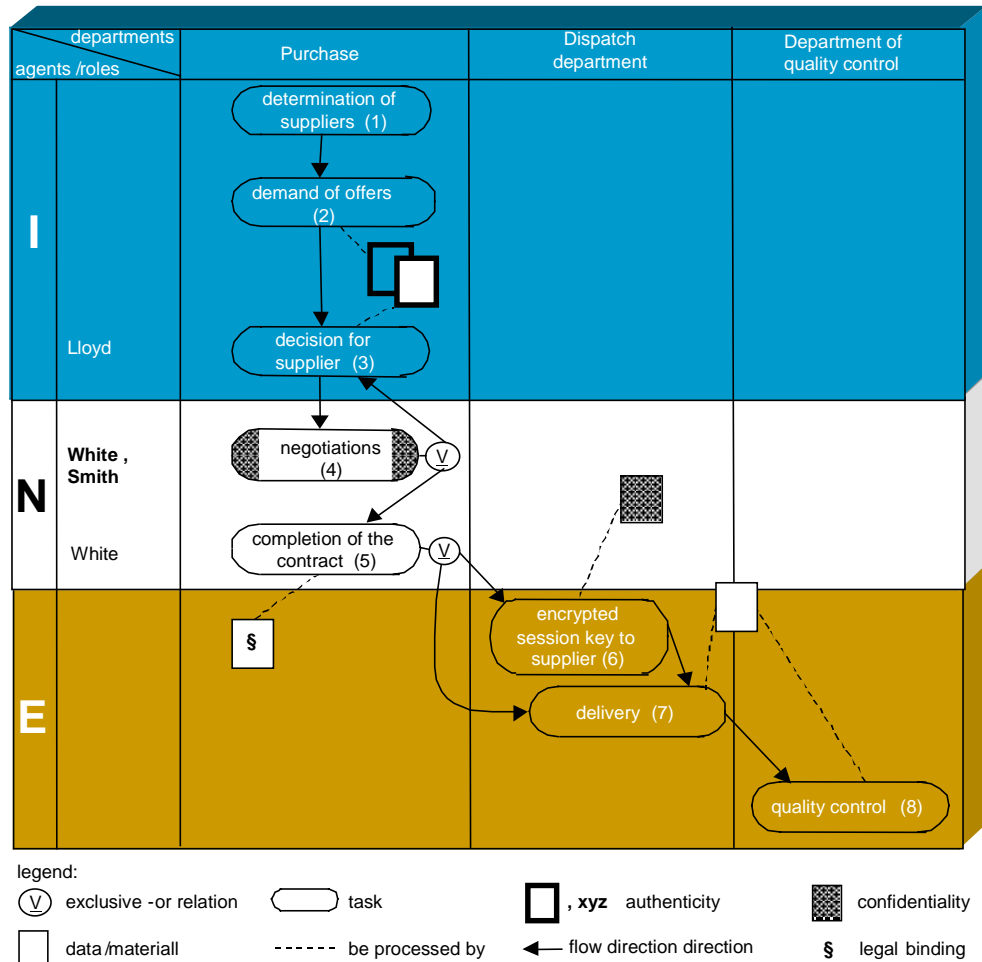 departments
agents /roles
Purchase
Dispatch
department
Department of
quality control
I
determination of
suppliers (1)
demand of offers
(2)
Lloyd
decision for
supplier (3)
N
White ,
Smith
negotiations
(4)
V
White
completion of the
contract (5)
V
E
§
encrypted
session key to
supplier (6)
delivery (7)
quality control (8)
legend:
V exclusive -or relation
task
, xyz authenticity
confidentiality
data/materiall
be processed by
flow direction direction
§ legal binding